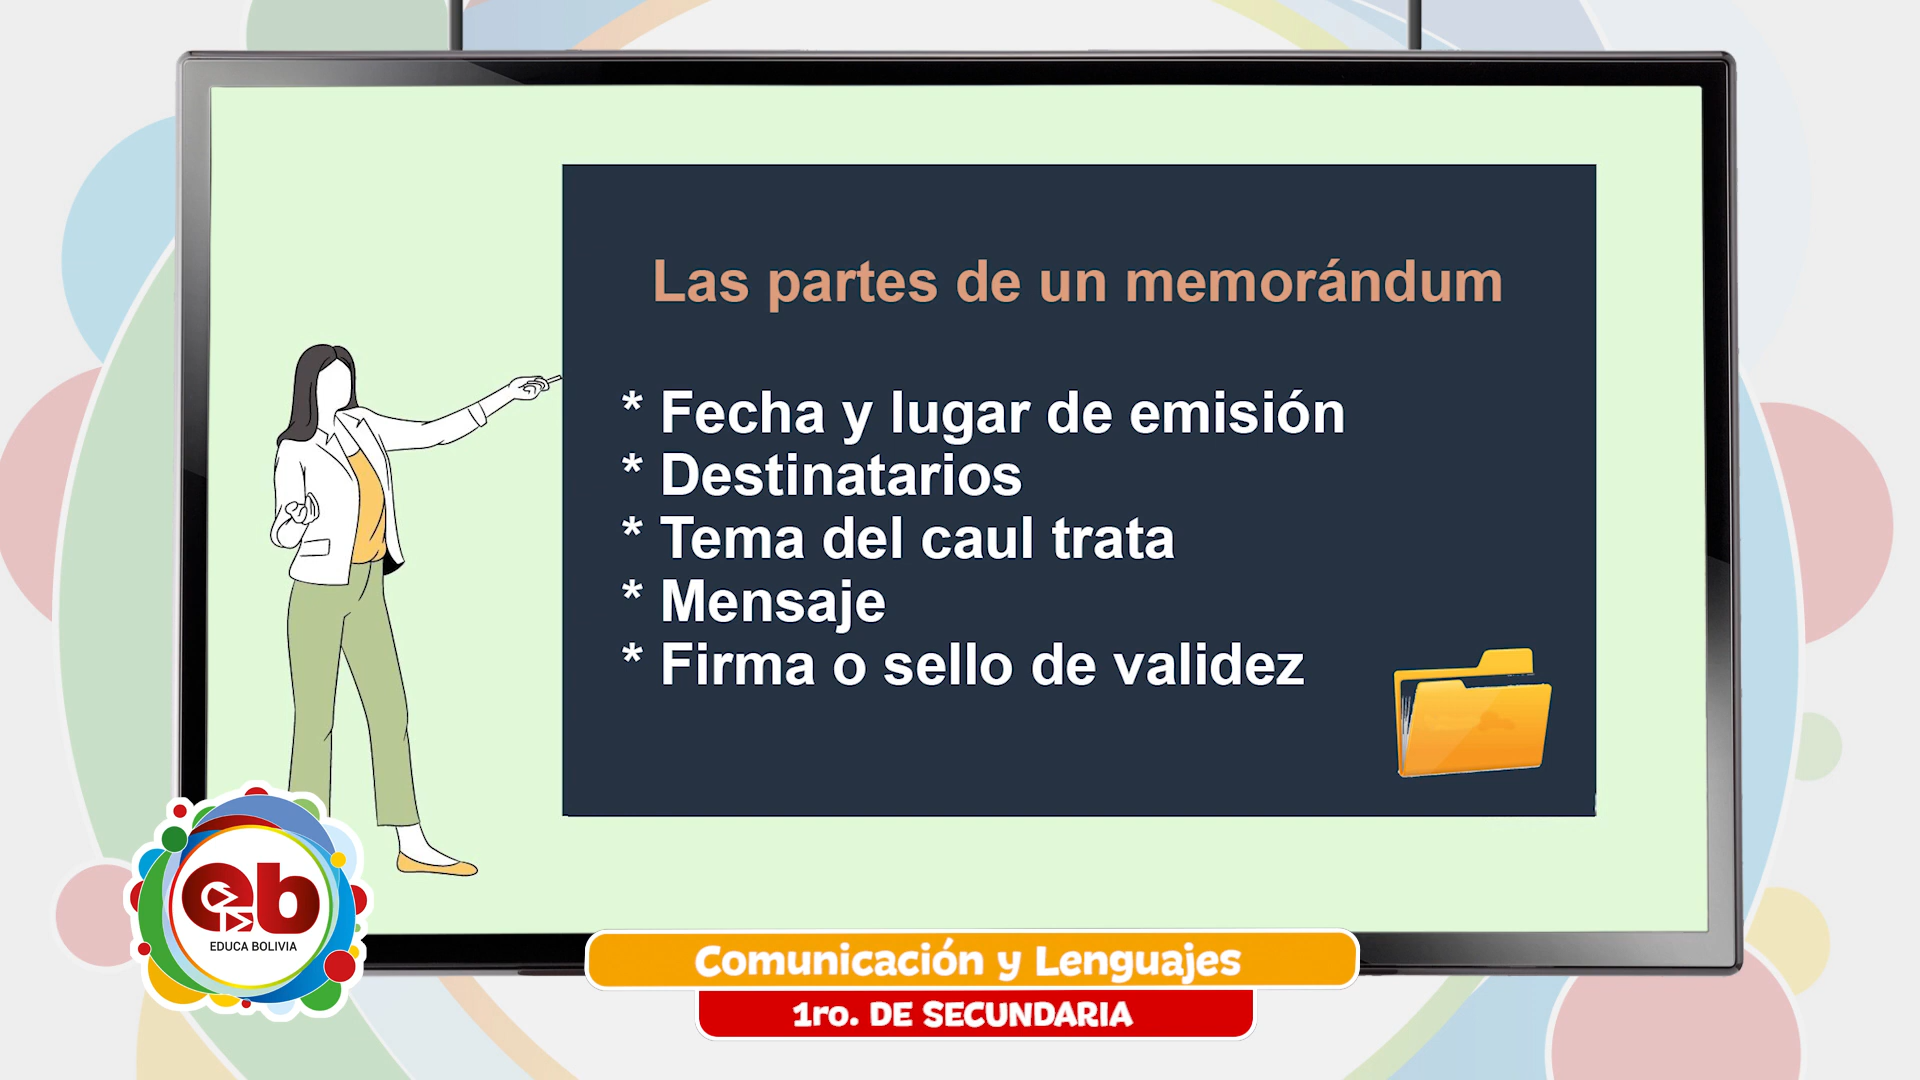 Las partes de un memorándum
* Fecha y lugar de emisión
* Destinatarios
* Tema del caul trata
* Mensaje
* Firma o sello de validez
eb
EDUCA BOLIVIA
Comunicación y Lenguajes
1ro. DE SECUNDARIA